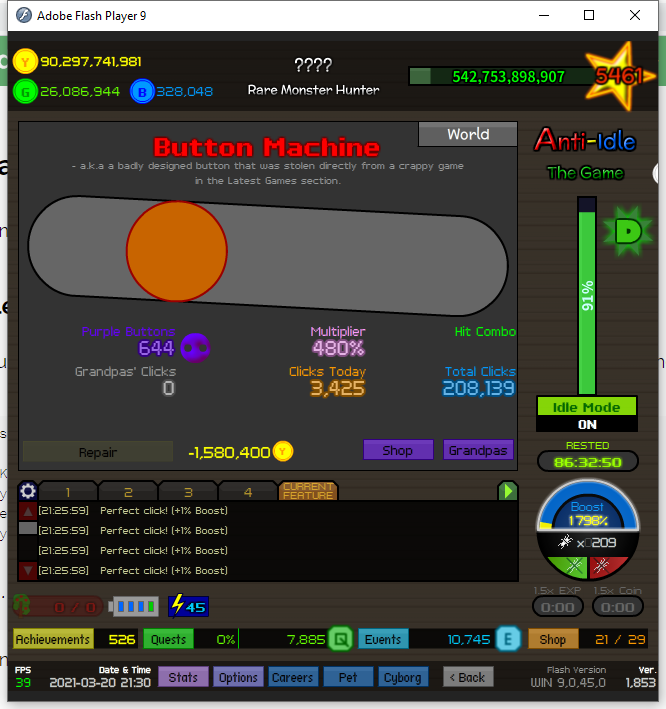 Adobe Flash Player 9
Y 90,297,741,981
G 26,086,944 B 328,048
????
Rare Monster Hunter
542,753,898,907
5461
World
Button Machine
- a.k.a a badly designed button that was stolen directly from a crappy game
in the Latest Games section.
Anti-Idle
The Game
D
91%
Purple Buttons
644
Multiplier
480%
Hit Combo
Grandpas' Clicks
0
Clicks Today
3,425
Total Clicks
208,139
Repair
-1,580,400 Y
Shop
Grandpas
Idle Mode
ON
RESTED
86:32:50
1
2
3
4
CURRENT
FEATURE
[21:25:59] Perfect click! (+1% Boost)
[21:25:59] Perfect click! (+1% Boost)
[21:25:59] Perfect click! (+1% Boost)
[21:25:58] Perfect click! (+1% Boost)
Boost
1798%
x0209
1.5x EXP
0:00
1.5x Coin
0:00
0 / 0
45
Achievements 526
Quests 0% 7,885 Q
Events 10,745 E
Shop 21 / 29
FPS
39
Date & Time
2021-03-20 21:30
Stats
Options
Careers
Pet
Cyborg
< Back
Flash Version
WIN 9,0,45,0
Ver.
1,853